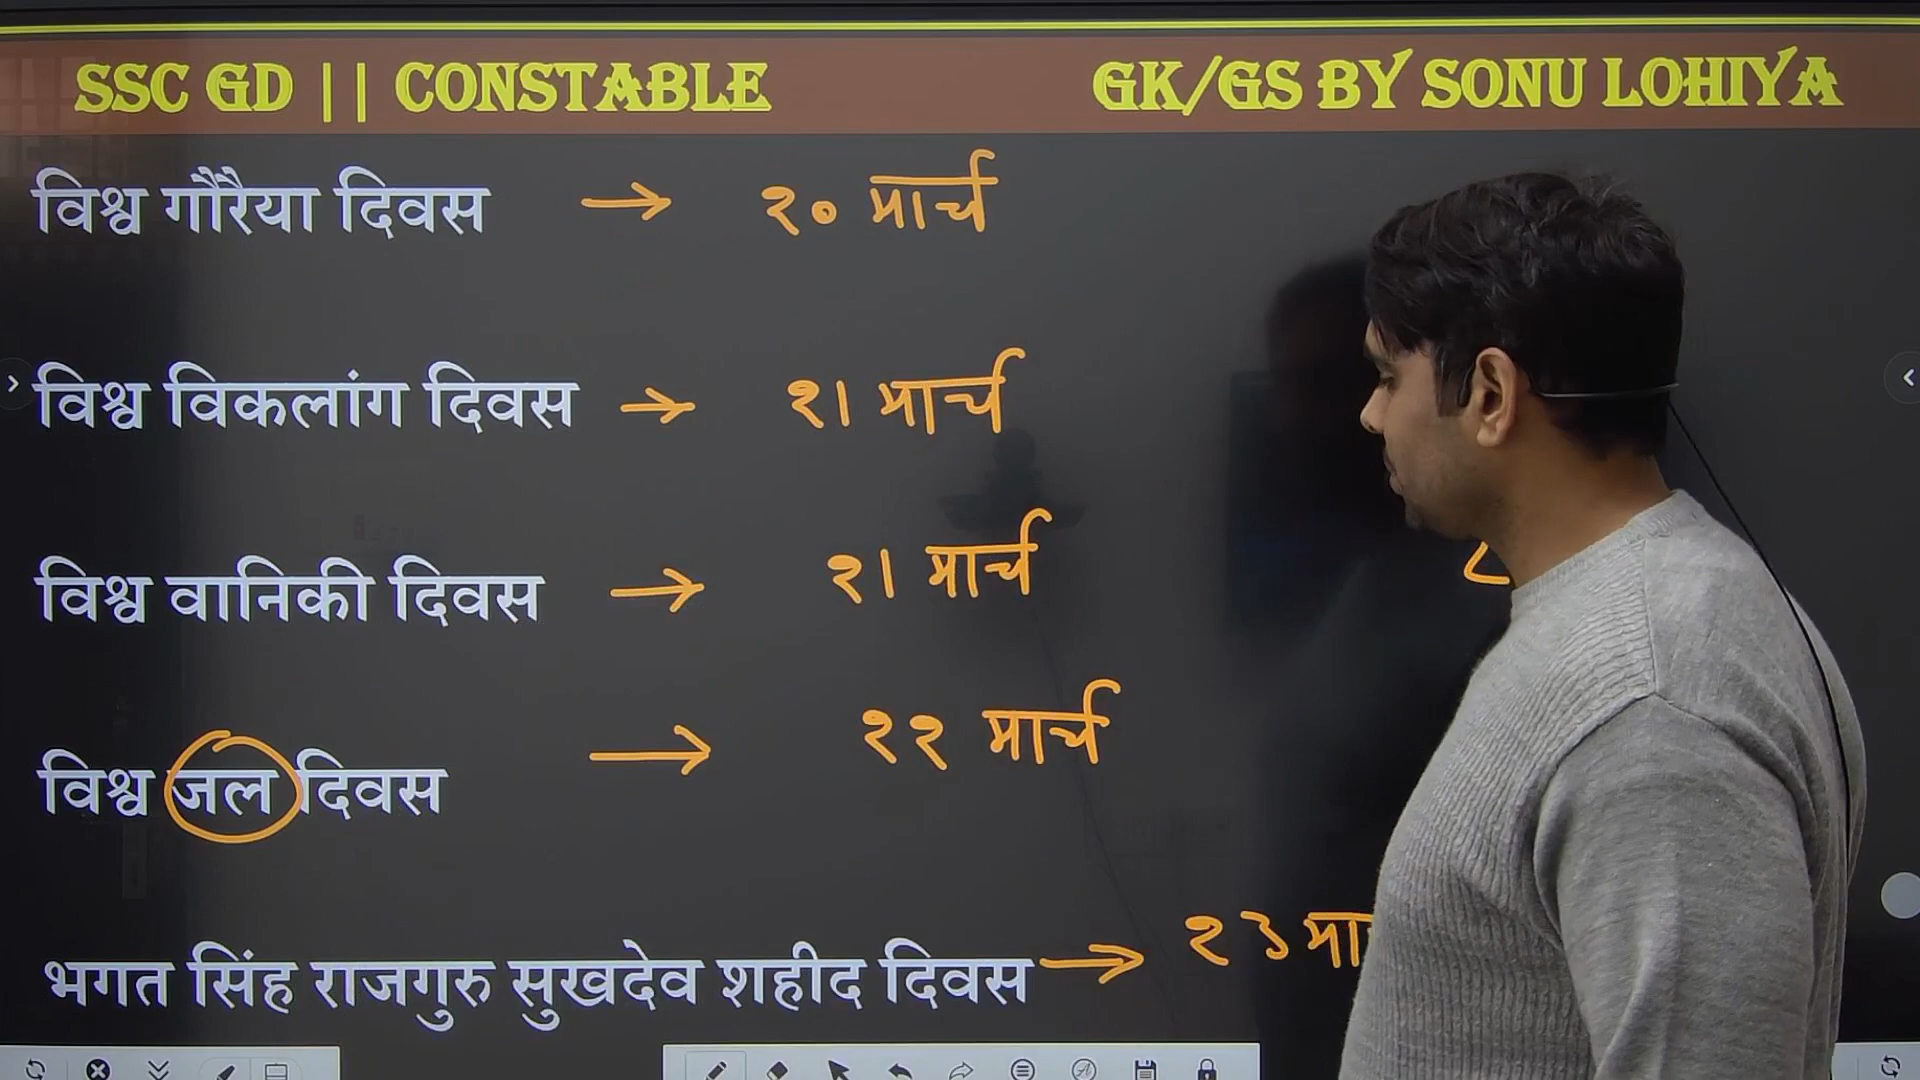 SSC GD || CONSTABLE GK/GS BY SONU LOHIYA
विश्व गौरैया दिवस → २० मार्च
विश्व विकलांग दिवस → २१ मार्च
विश्व वानिकी दिवस → २१ मार्च
विश्व जल दिवस → २२ मार्च
भगत सिंह राजगुरु सुखदेव शहीद दिवस → २३ मा